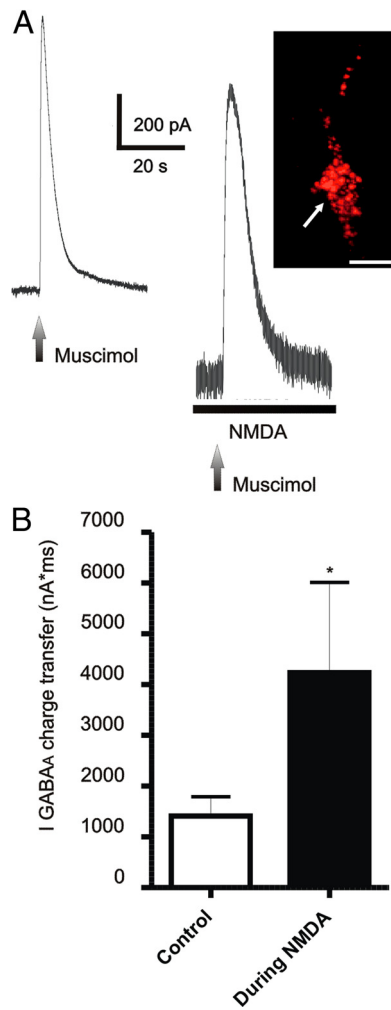 A
200 pA
20 s
Muscimol
NMDA
Muscimol
B
I GABAA charge transfer (nA*ms)
7000
6000
5000
4000
3000
2000
1000
0
*
Control
During NMDA